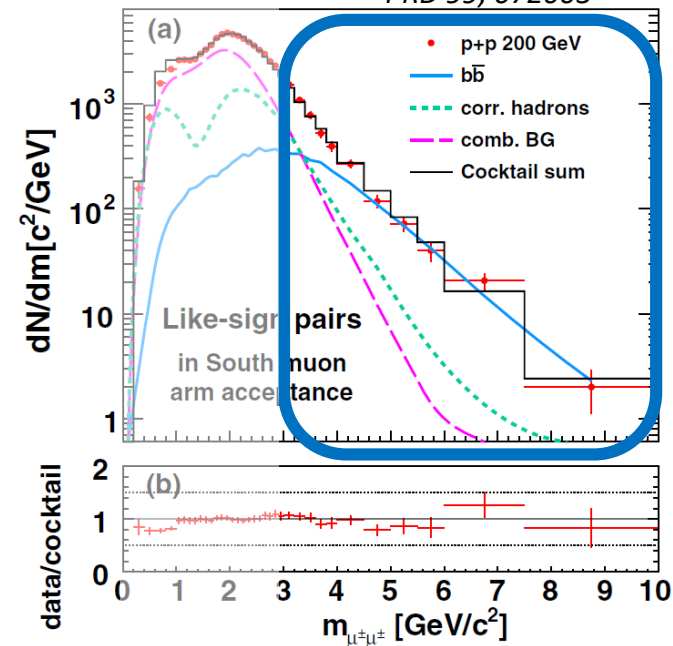 (a)
p+p 200 GeV
bb̅
corr. hadrons
comb. BG
Cocktail sum
dN/dm[c²/GeV]
10³
10²
10
1
Like-sign pairs
in South muon
arm acceptance
(b)
data/cocktail
2
1
0
0 1 2 3 4 5 6 7 8 9 10
m_μ±μ± [GeV/c²]